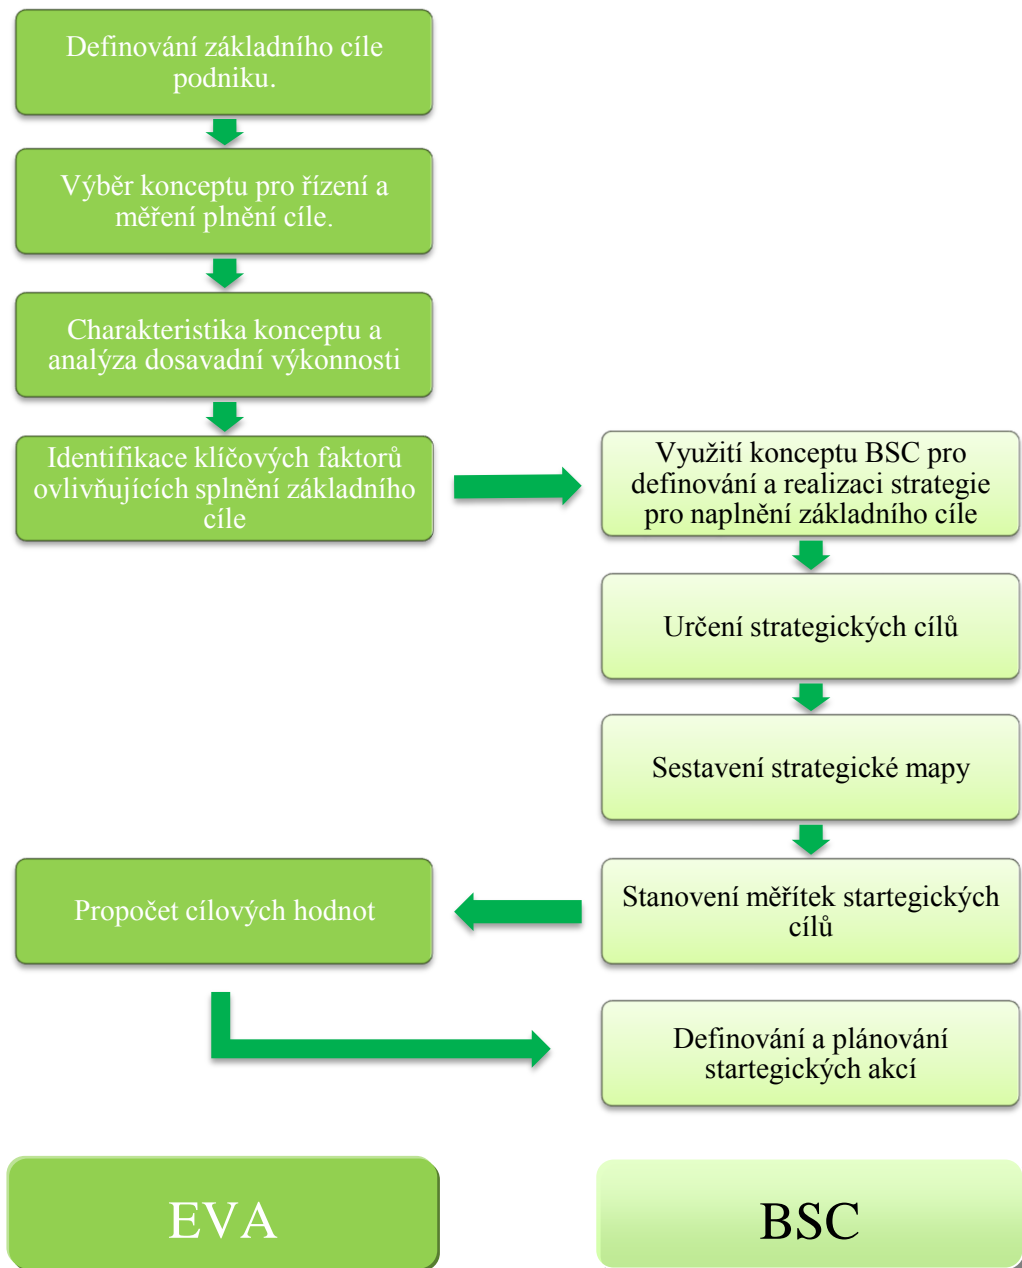 Definování základního cíle
podniku.
Výběr konceptu pro řízení a
měření plnění cíle.
Charakteristika konceptu a
analýza dosavadní výkonnosti
Identifikace klíčových faktorů
ovlivňujících splnění základního
cíle
Využití konceptu BSC pro
definování a realizaci strategie
pro naplnění základního cíle
Určení strategických cílů
Sestavení strategické mapy
Stanovení měřítek startegických
cílů
Propočet cílových hodnot
Definování a plánování
startegických akcí
EVA
BSC